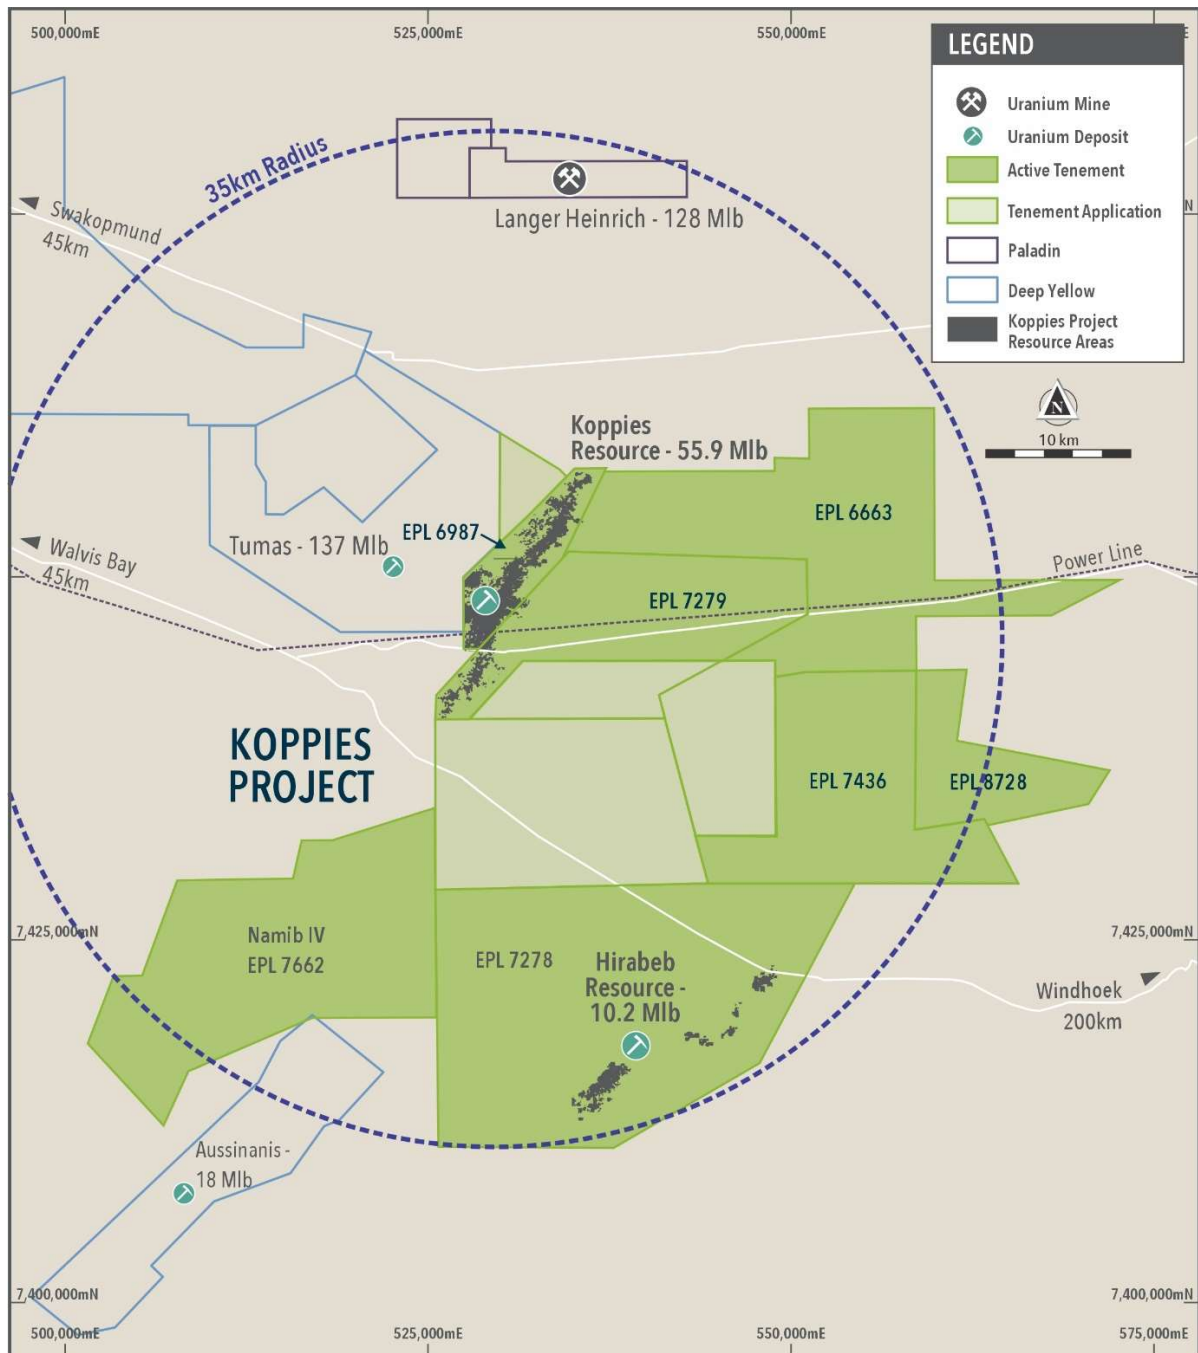 500,000mE
525,000mE
550,000mE
E
LEGEND
Uranium Mine
Uranium Deposit
Active Tenement
Tenement Application
Paladin
Deep Yellow
Koppies Project
Resource Areas
N
N
10 km
35km Radius
Swakopmund
45km
Langer Heinrich - 128 Mlb
Koppies
Resource - 55.9 Mlb
EPL 6663
EPL 6987
Tumas - 137 Mlb
Walvis Bay
45km
Power Line
EPL 7279
KOPPIES
PROJECT
EPL 7436
EPL 8728
7,425,000mN
7,425,000mN
Namib IV
EPL 7662
EPL 7278
Hirabeb
Resource -
10.2 Mlb
Windhoek
200km
Aussinanis -
18 Mlb
7,400,000mN
7,400,000mN
500,000mE
525,000mE
550,000mE
575,000mE